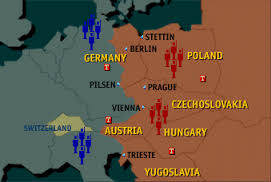 STETTIN
BERLIN
GERMANY
POLAND
PILSEN
PRAGUE
VIENNA
CZECHOSLOVAKIA
SWITZERLAND
AUSTRIA
HUNGARY
TRIESTE
YUGOSLAVIA